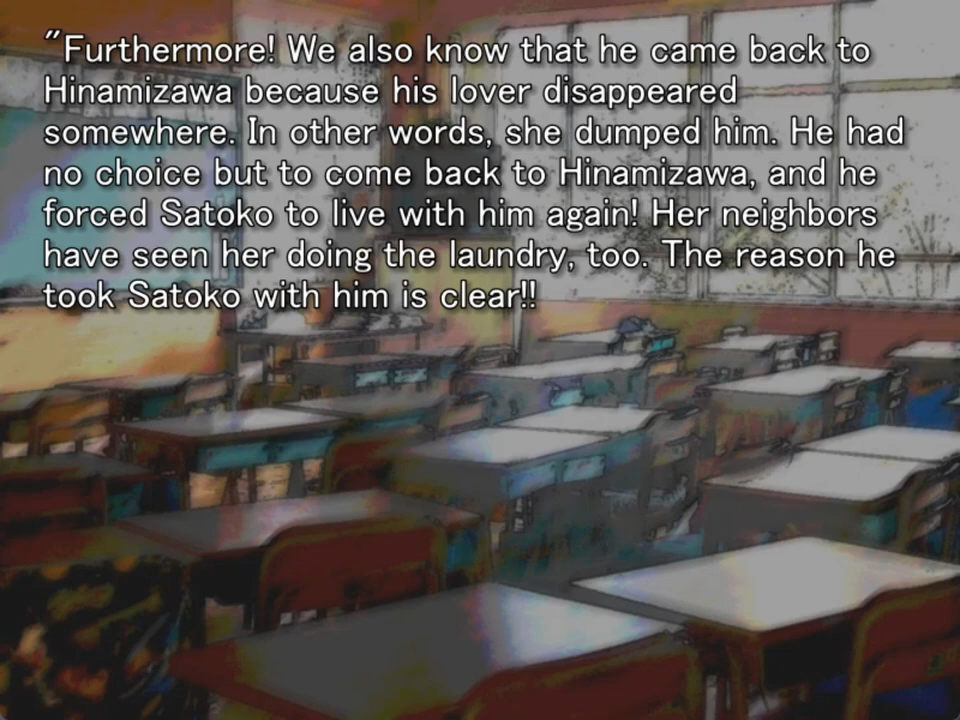 "Furthermore! We also know that he came back to
Hinamizawa because his lover disappeared
somewhere. In other words, she dumped him. He had
no choice but to come back to Hinamizawa, and he
forced Satoko to live with him again! Her neighbors
have seen her doing the laundry, too. The reason he
took Satoko with him is clear!!